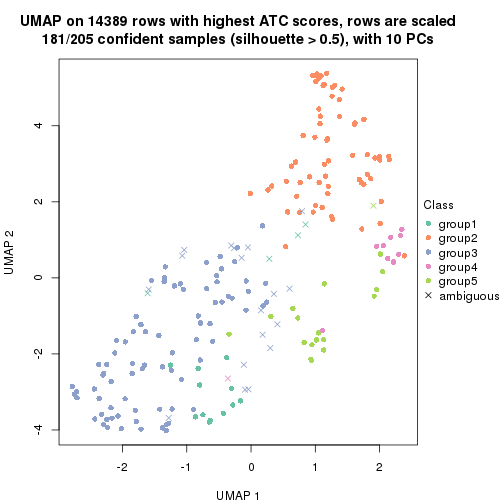 UMAP on 14389 rows with highest ATC scores, rows are scaled
181/205 confident samples (silhouette > 0.5), with 10 PCs
4
2
0
-2
-4
UMAP 2
-2
-1
0
1
2
UMAP 1
Class
group1
group2
group3
group4
group5
ambiguous